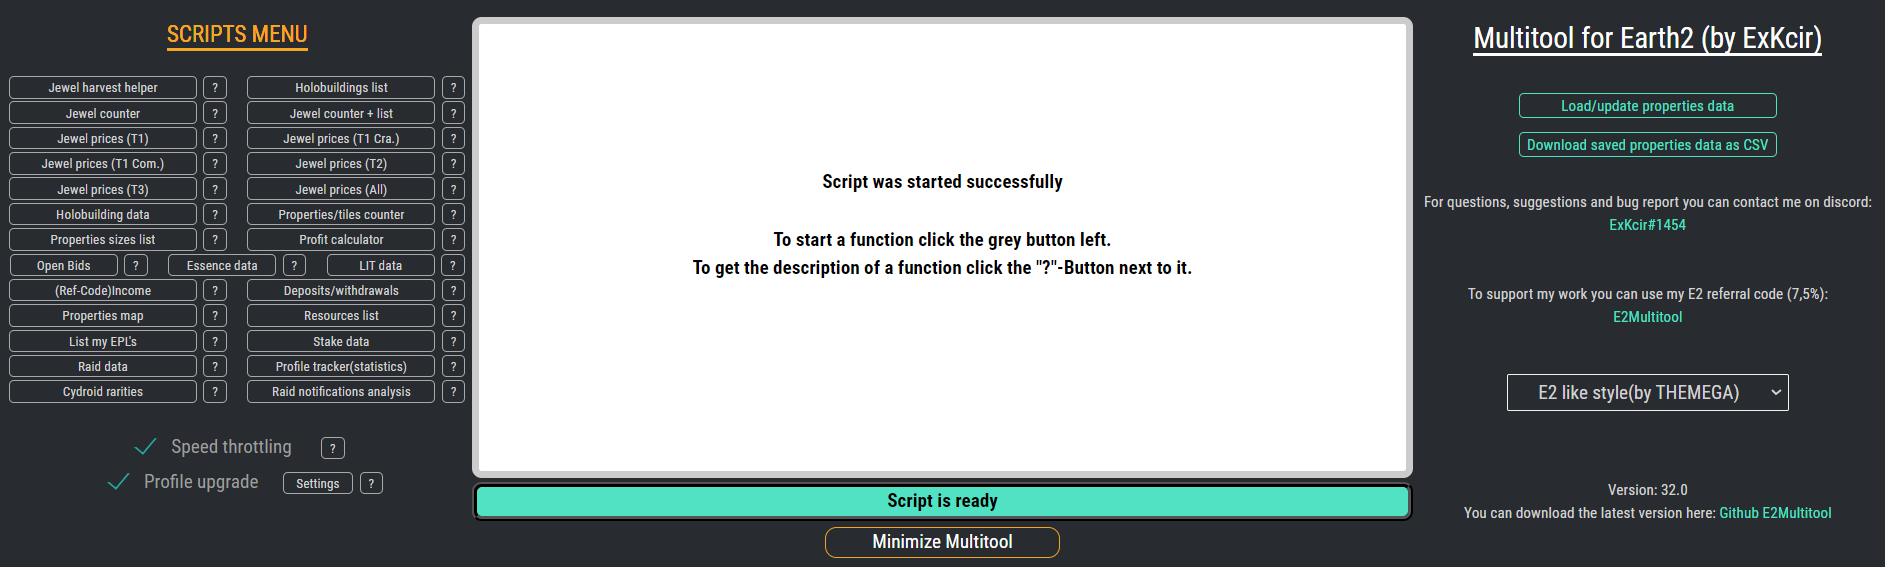 SCRIPTS MENU
Jewel harvest helper ? Holobuildings list ?
Jewel counter ? Jewel counter + list ?
Jewel prices (T1) ? Jewel prices (T1 Cra.) ?
Jewel prices (T1 Com.) ? Jewel prices (T2) ?
Jewel prices (T3) ? Jewel prices (All) ?
Holobuilding data ? Properties/tiles counter ?
Properties sizes list ? Profit calculator ?
Open Bids ? Essence data ? LIT data ?
(Ref-Code)Income ? Deposits/withdrawals ?
Properties map ? Resources list ?
List my EPL's ? Stake data ?
Raid data ? Profile tracker(statistics) ?
Cydroid rarities ? Raid notifications analysis ?
Speed throttling ?
Profile upgrade Settings ?
Script was started successfully
To start a function click the grey button left.
To get the description of a function click the "?"-Button next to it.
Script is ready
Minimize Multitool
Multitool for Earth2 (by ExKcir)
Load/update properties data
Download saved properties data as CSV
For questions, suggestions and bug report you can contact me on discord:
ExKcir#1454
To support my work you can use my E2 referral code (7,5%):
E2Multitool
E2 like style(by THEMEGA)
Version: 32.0
You can download the latest version here: Github E2Multitool